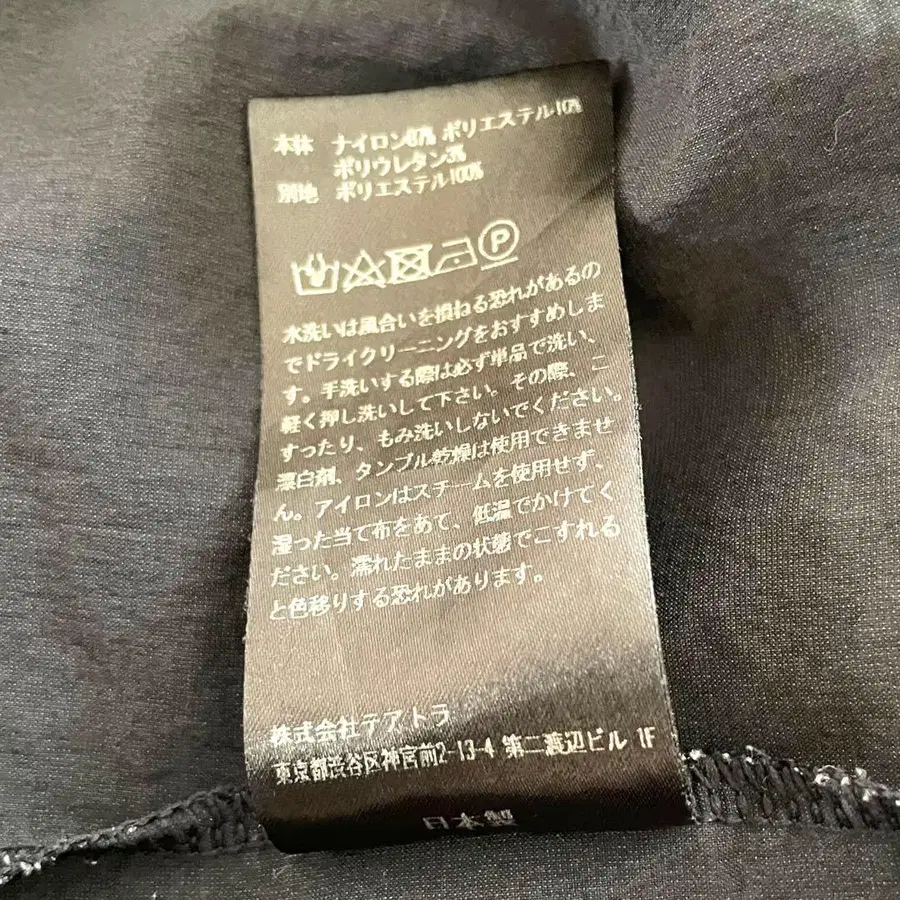 本体 ナイロン87% ポリエステル10%
ポリウレタン3%
別地 ポリエステル100%
P
水洗いは風合いを損ねる恐れがあるの
でドライクリーニングをおすすめしま
す。手洗いする際は必ず単品で洗い、
軽く押し洗いして下さい。その際、こ
すったり、もみ洗いしないでください。
漂白剤、タンブル乾燥は使用できませ
ん。アイロンはスチームを使用せず、
湿った当て布をあて、低温でかけてく
ださい。濡れたままの状態でこすれる
と色移りする恐れがあります。
株式会社テアトラ
東京都渋谷区神宮前2-13-4 第二渡辺ビル 1F
日本製